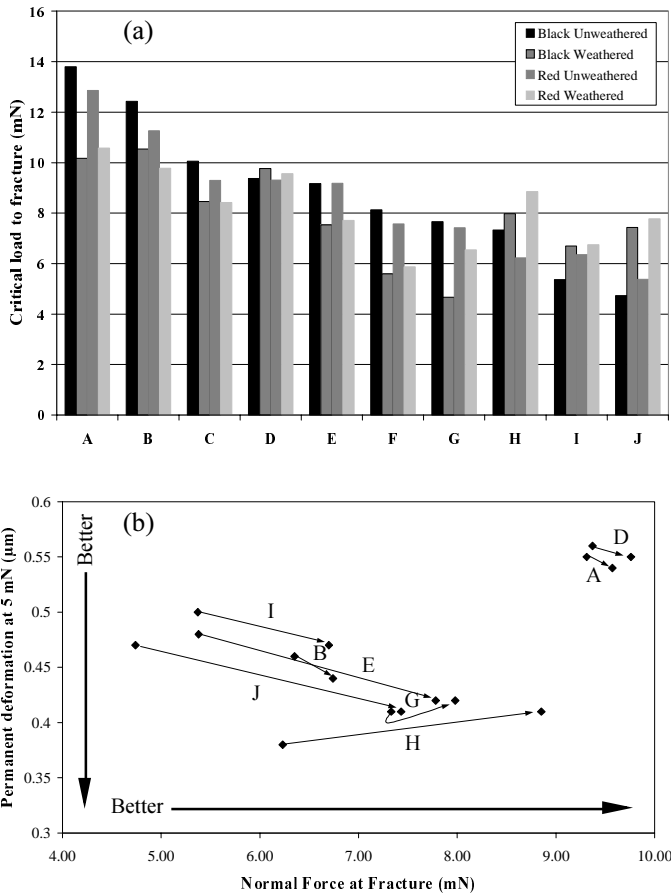 16
(a)
Black Unweathered
Black Weathered
Red Unweathered
Red Weathered
14
12
10
8
6
4
2
0
Critical load to fracture (mN)
A B C D E F G H I J
0.6
(b)
Better
D
0.55
A
I
0.5
B
E
0.45
J
G
0.4
H
0.35
Better
0.3
Permanent deformation at 5 mN (µm)
4.00 5.00 6.00 7.00 8.00 9.00 10.00
Normal Force at Fracture (mN)